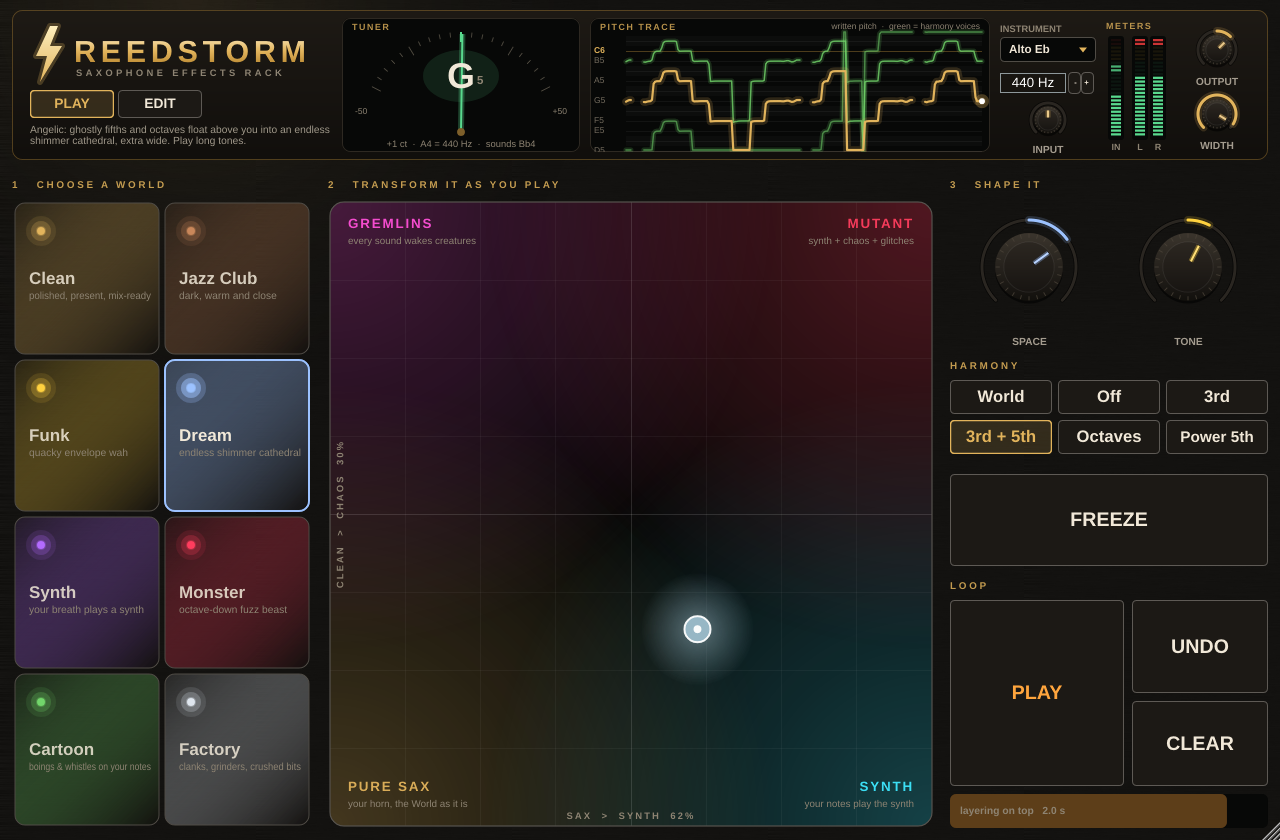 REEDSTORM
SAXOPHONE EFFECTS RACK
PLAY
EDIT
Angelic: ghostly fifths and octaves float above you into an endless
shimmer cathedral, extra wide. Play long tones.
TUNER
G5
-50
+50
+1 ct · A4 = 440 Hz · sounds Bb4
PITCH TRACE
written pitch · green = harmony voices
C6
B5
A5
G5
F5
E5
D5
INSTRUMENT
Alto Eb
440 Hz
-
+
INPUT
METERS
IN
L
R
OUTPUT
WIDTH
1 CHOOSE A WORLD
Clean
polished, present, mix-ready
Jazz Club
dark, warm and close
Funk
quacky envelope wah
Dream
endless shimmer cathedral
Synth
your breath plays a synth
Monster
octave-down fuzz beast
Cartoon
boings & whistles on your notes
Factory
clanks, grinders, crushed bits
2 TRANSFORM IT AS YOU PLAY
GREMLINS
every sound wakes creatures
MUTANT
synth + chaos + glitches
CLEAN > CHAOS 30%
PURE SAX
your horn, the World as it is
SYNTH
your notes play the synth
SAX > SYNTH 62%
3 SHAPE IT
SPACE
TONE
HARMONY
World
Off
3rd
3rd + 5th
Octaves
Power 5th
FREEZE
LOOP
PLAY
UNDO
CLEAR
layering on top 2.0 s